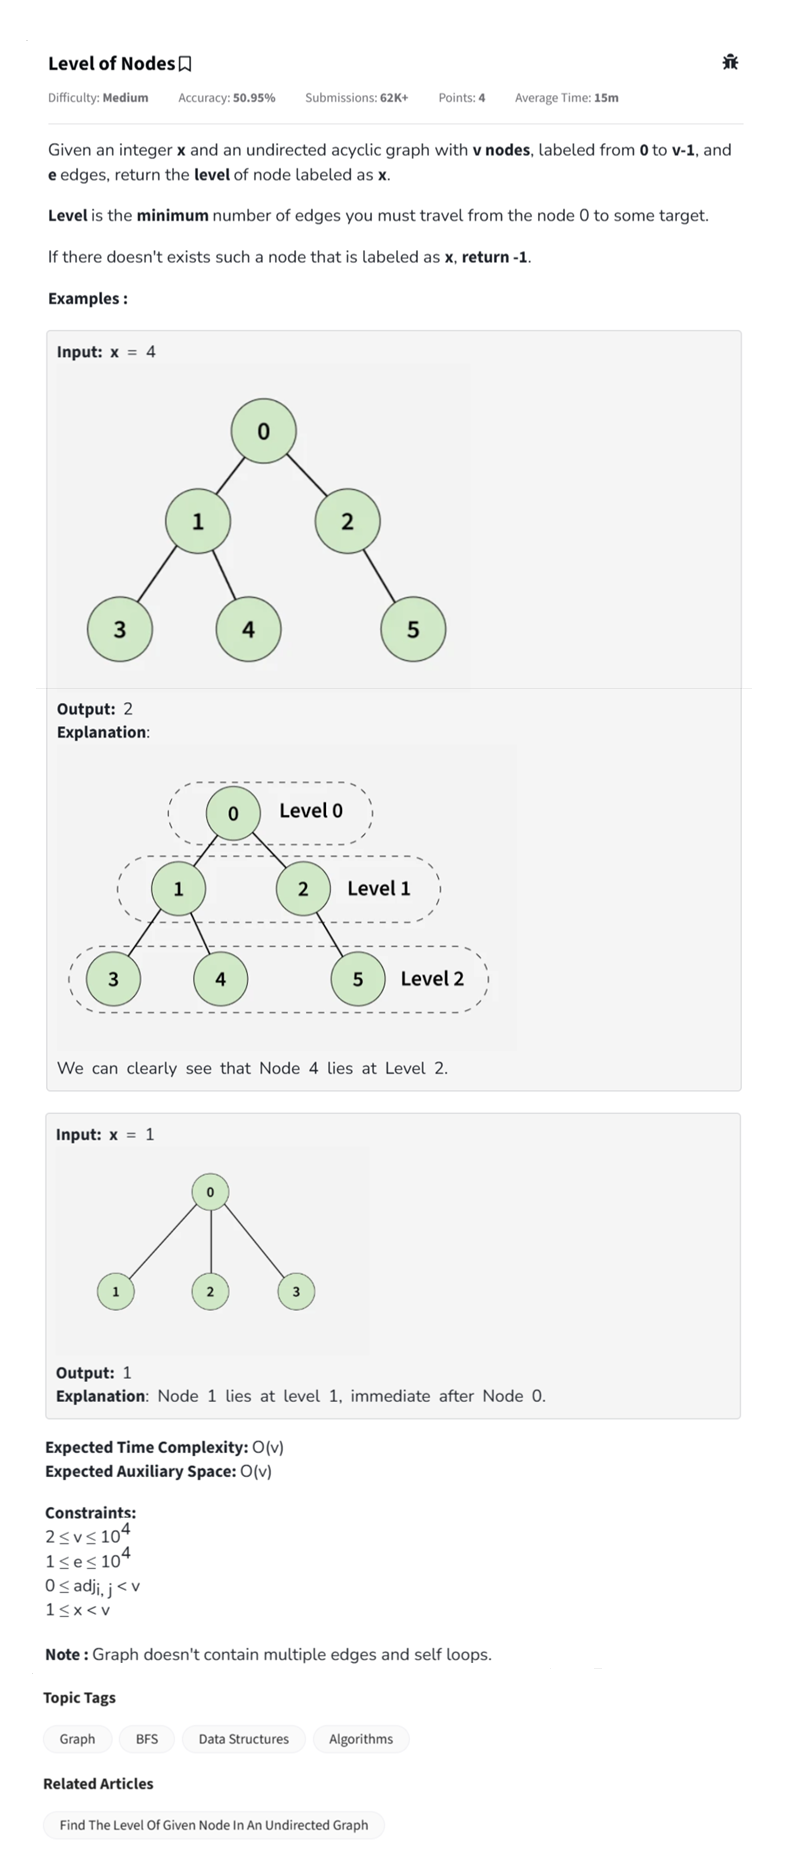 Level of Nodes
Difficulty: Medium Accuracy: 50.95% Submissions: 62K+ Points: 4 Average Time: 15m
Given an integer x and an undirected acyclic graph with v nodes, labeled from 0 to v-1, and
e edges, return the level of node labeled as x.
Level is the minimum number of edges you must travel from the node 0 to some target.
If there doesn't exists such a node that is labeled as x, return -1.
Examples :
Input: x = 4
0
1 2
3 4 5
Output: 2
Explanation:
0 Level 0
1 2 Level 1
3 4 5 Level 2
We can clearly see that Node 4 lies at Level 2.
Input: x = 1
0
1 2 3
Output: 1
Explanation: Node 1 lies at level 1, immediate after Node 0.
Expected Time Complexity: O(v)
Expected Auxiliary Space: O(v)
Constraints:
2 ≤ v ≤ 10^4
1 ≤ e ≤ 10^4
0 ≤ adji, j < v
1 ≤ x < v
Note : Graph doesn't contain multiple edges and self loops.
Topic Tags
Graph BFS Data Structures Algorithms
Related Articles
Find The Level Of Given Node In An Undirected Graph